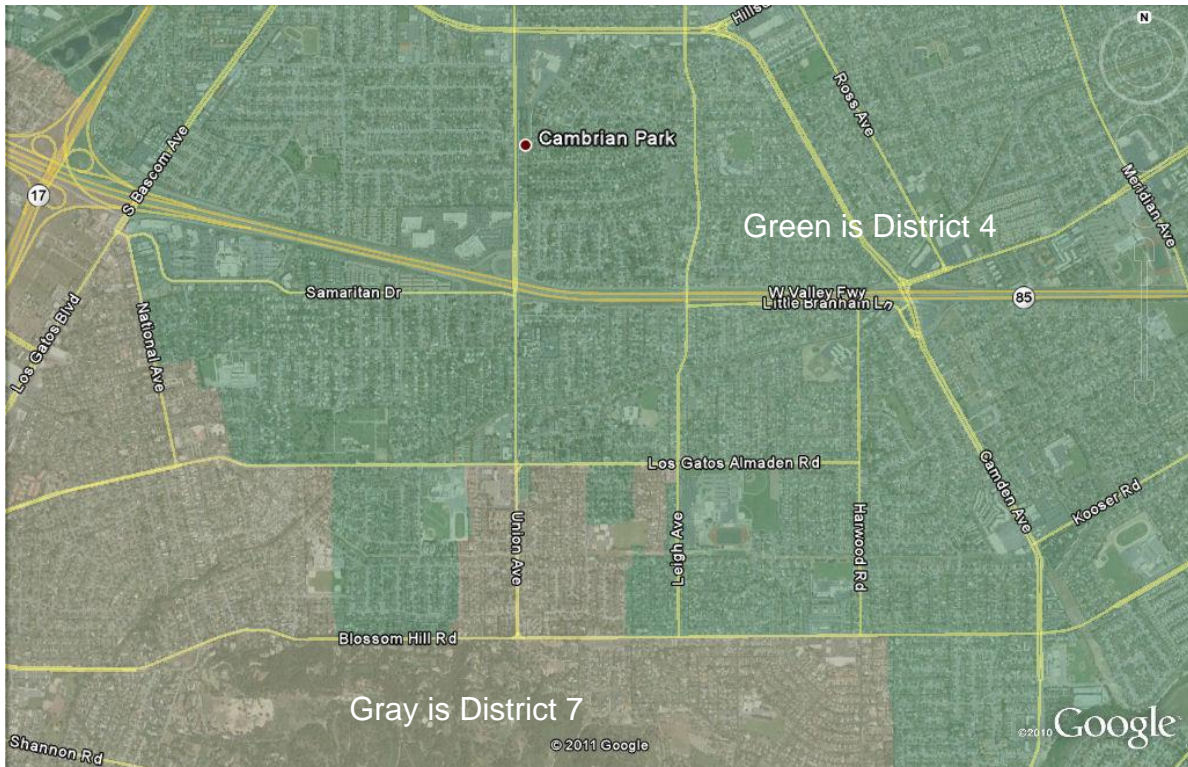 N
Hills
Ross Ave
Cambrian Park
S Bascom Ave
Meridian Ave
17
Green is District 4
Samaritan Dr
W Valley Fwy
85
Little Branham Ln
Los Gatos Blvd
National Ave
Los Gatos Almaden Rd
Camden Ave
Kooser Rd
Union Ave
Leigh Ave
Harwood Rd
Blossom Hill Rd
Gray is District 7
©2010 Google
Shannon Rd
© 2011 Google